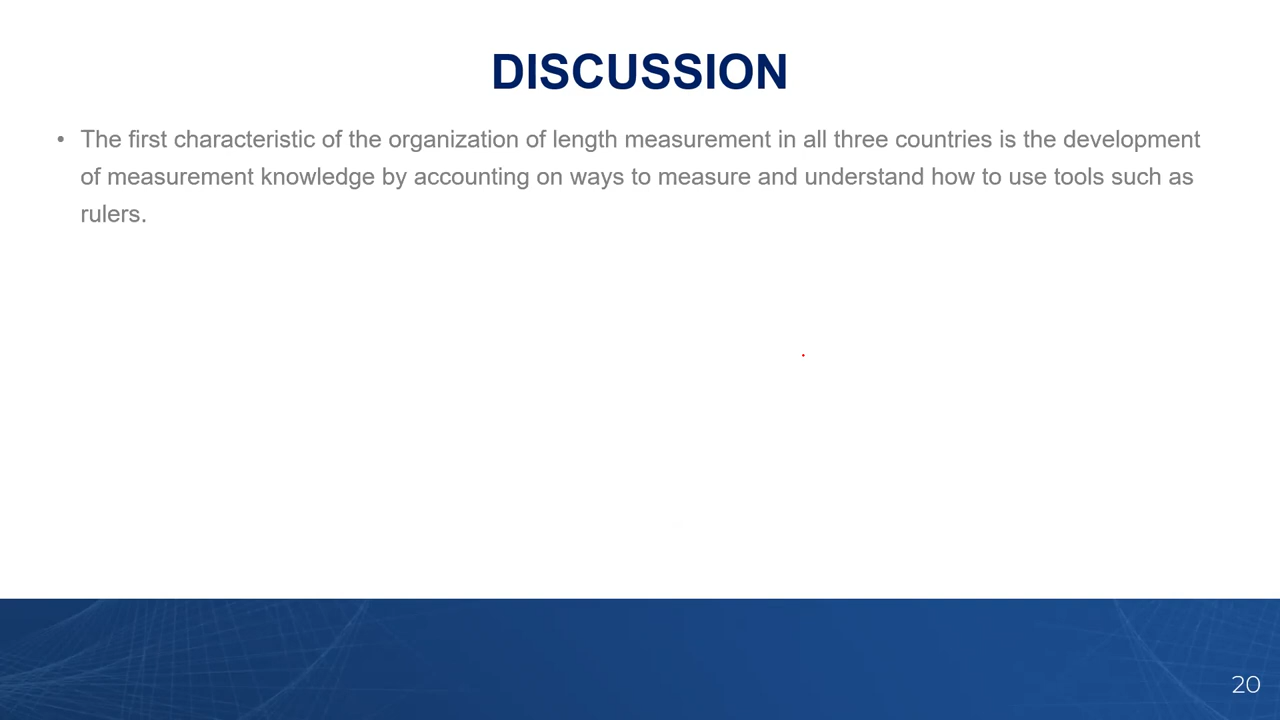 DISCUSSION
• The first characteristic of the organization of length measurement in all three countries is the development
of measurement knowledge by accounting on ways to measure and understand how to use tools such as
rulers.
20